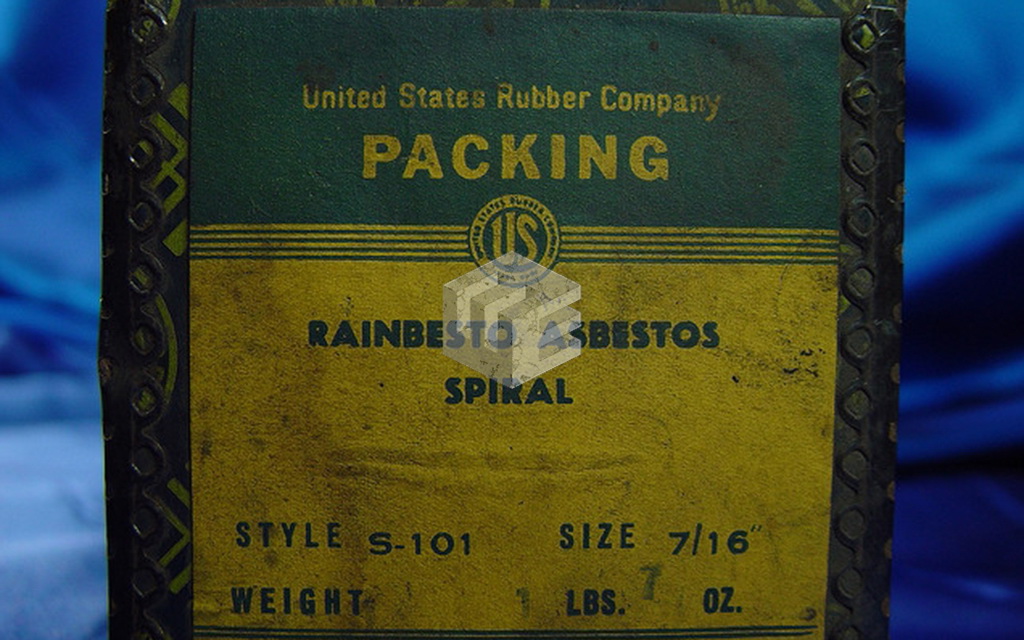 United States Rubber Company
PACKING
US
RAINBESTO ASBESTOS
SPIRAL
STYLE S-101 SIZE 7/16"
WEIGHT 1 LBS. 7 OZ.